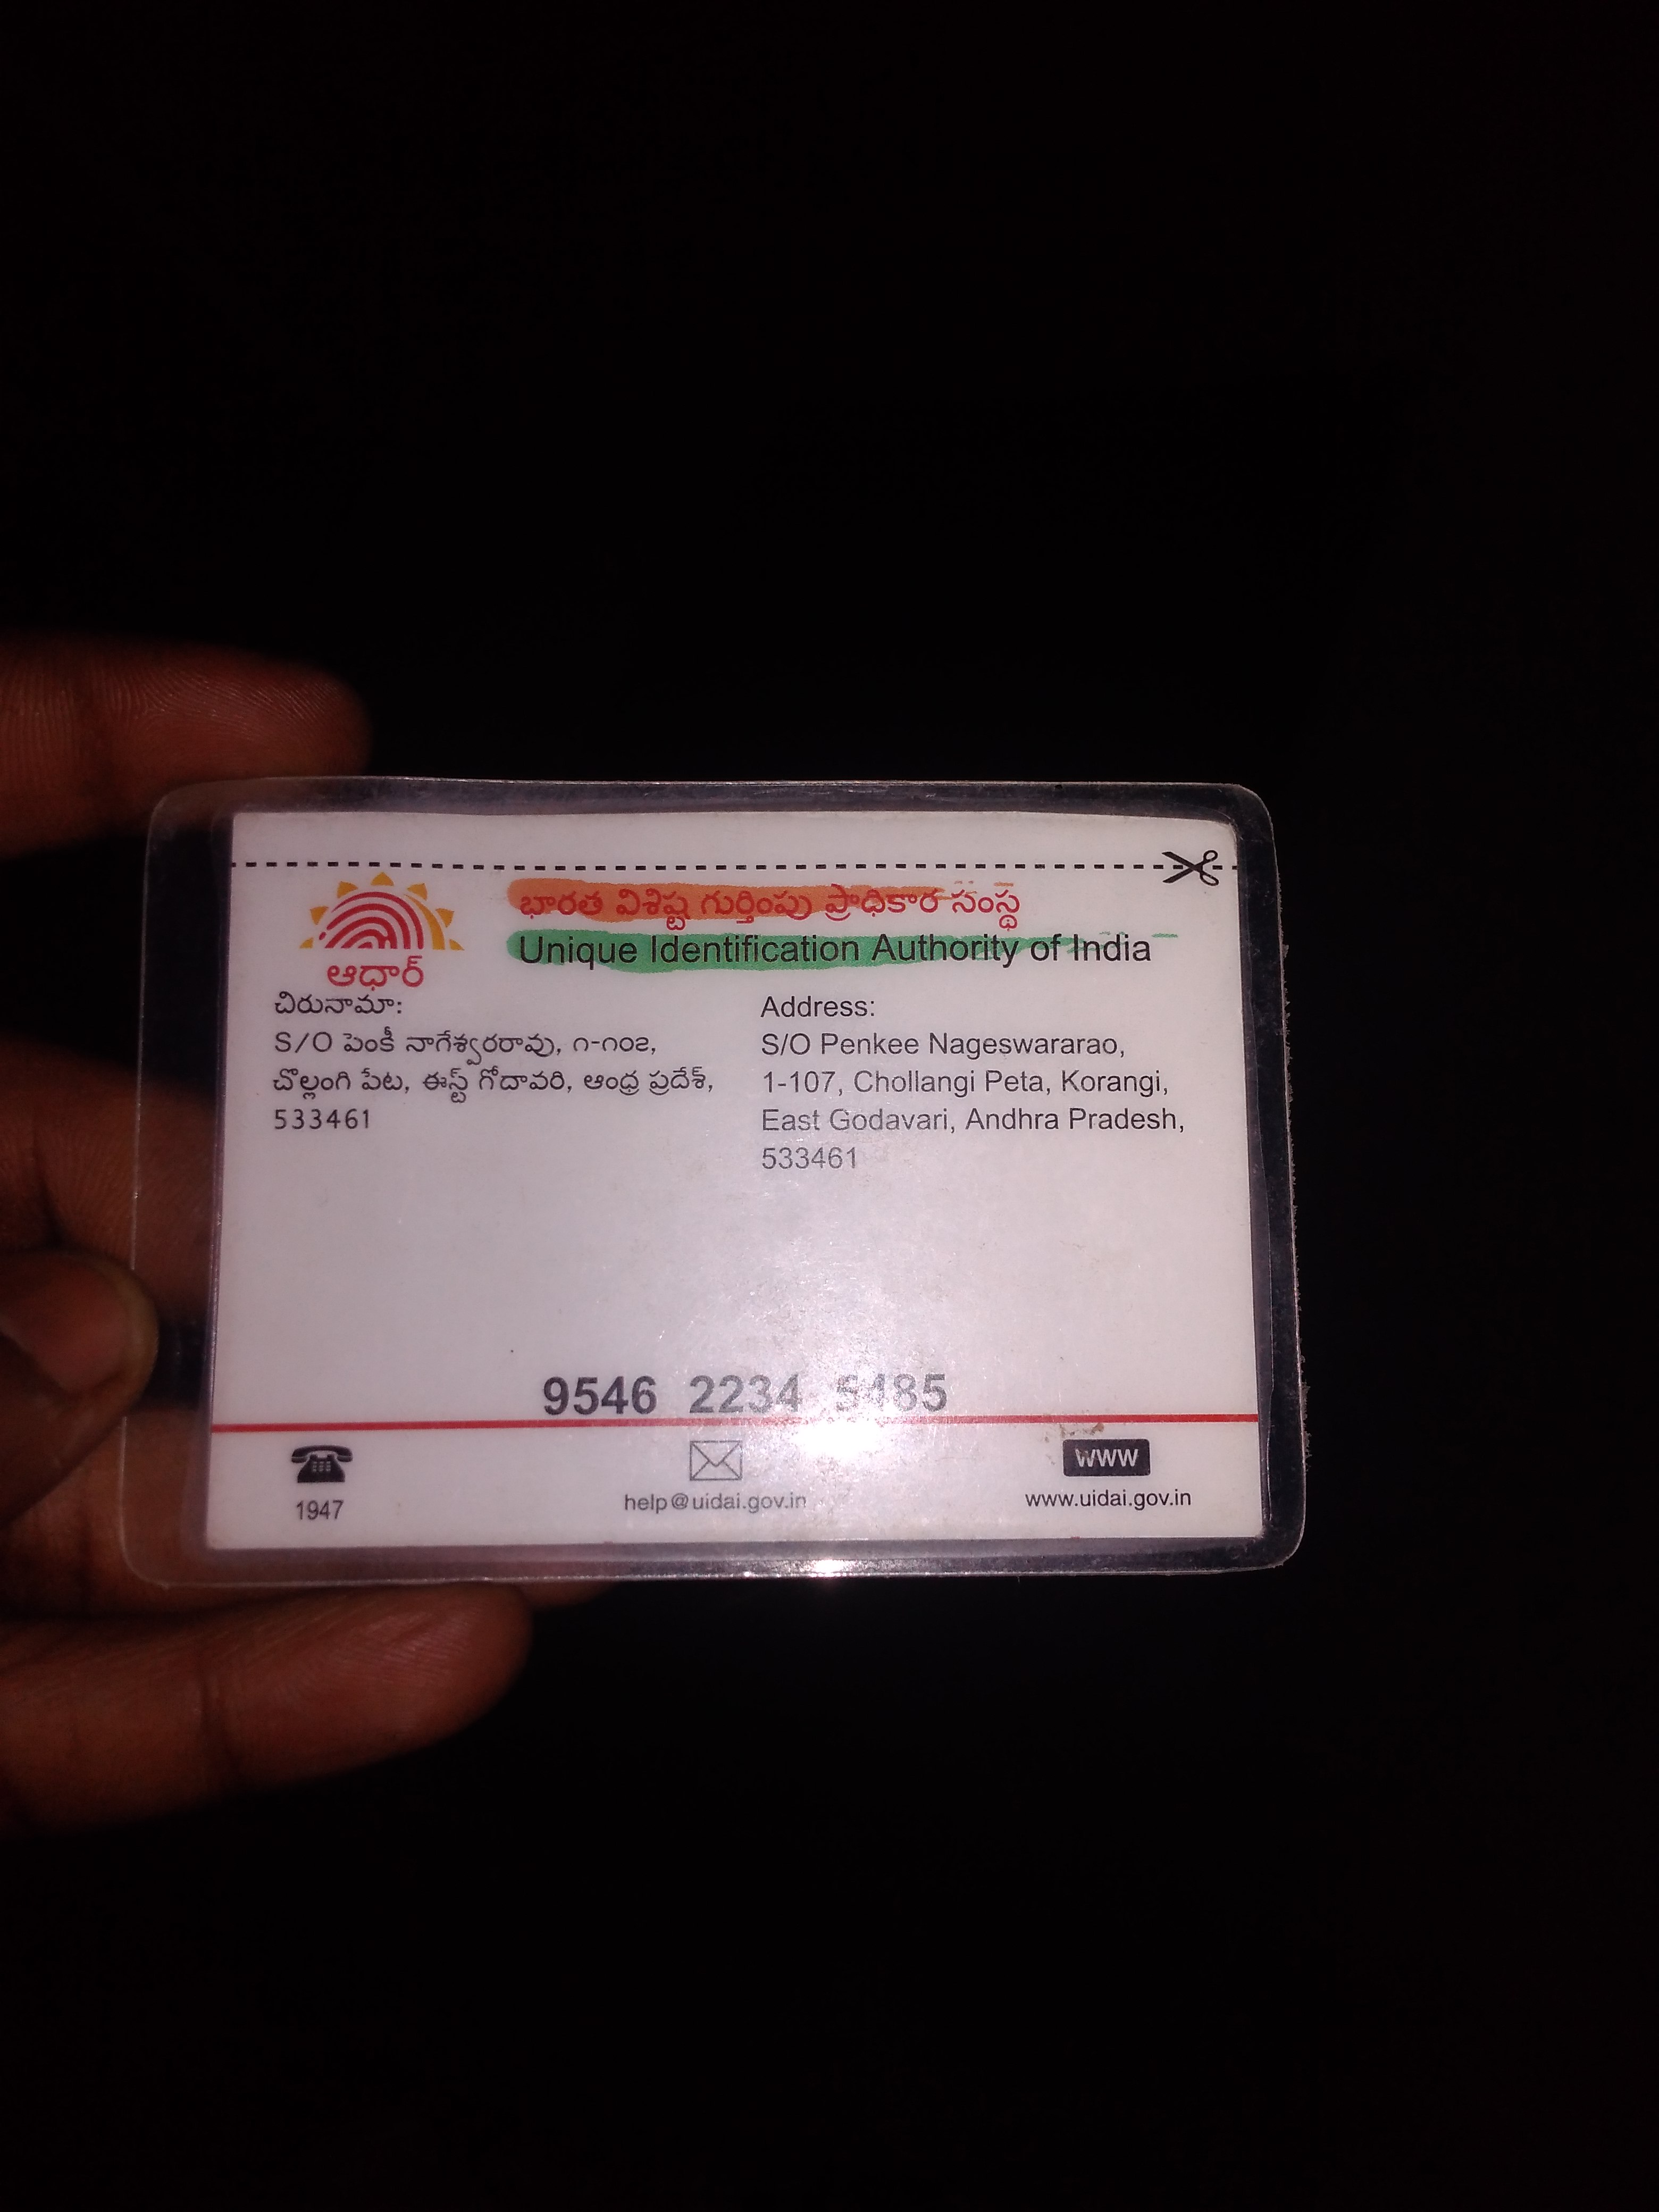 భారత విశిష్ట గుర్తింపు ప్రాధికార సంస్థ
Unique Identification Authority of India
ఆధార్
చిరునామా:
S/O పెంకీ నాగేశ్వరరావు, ౧-౧౦౭,
చొల్లంగి పేట, ఈస్ట్ గోదావరి, ఆంధ్ర ప్రదేశ్,
533461
Address:
S/O Penkee Nageswararao,
1-107, Chollangi Peta, Korangi,
East Godavari, Andhra Pradesh,
533461
9546 2234 5485
1947
help@uidai.gov.in
www
www.uidai.gov.in